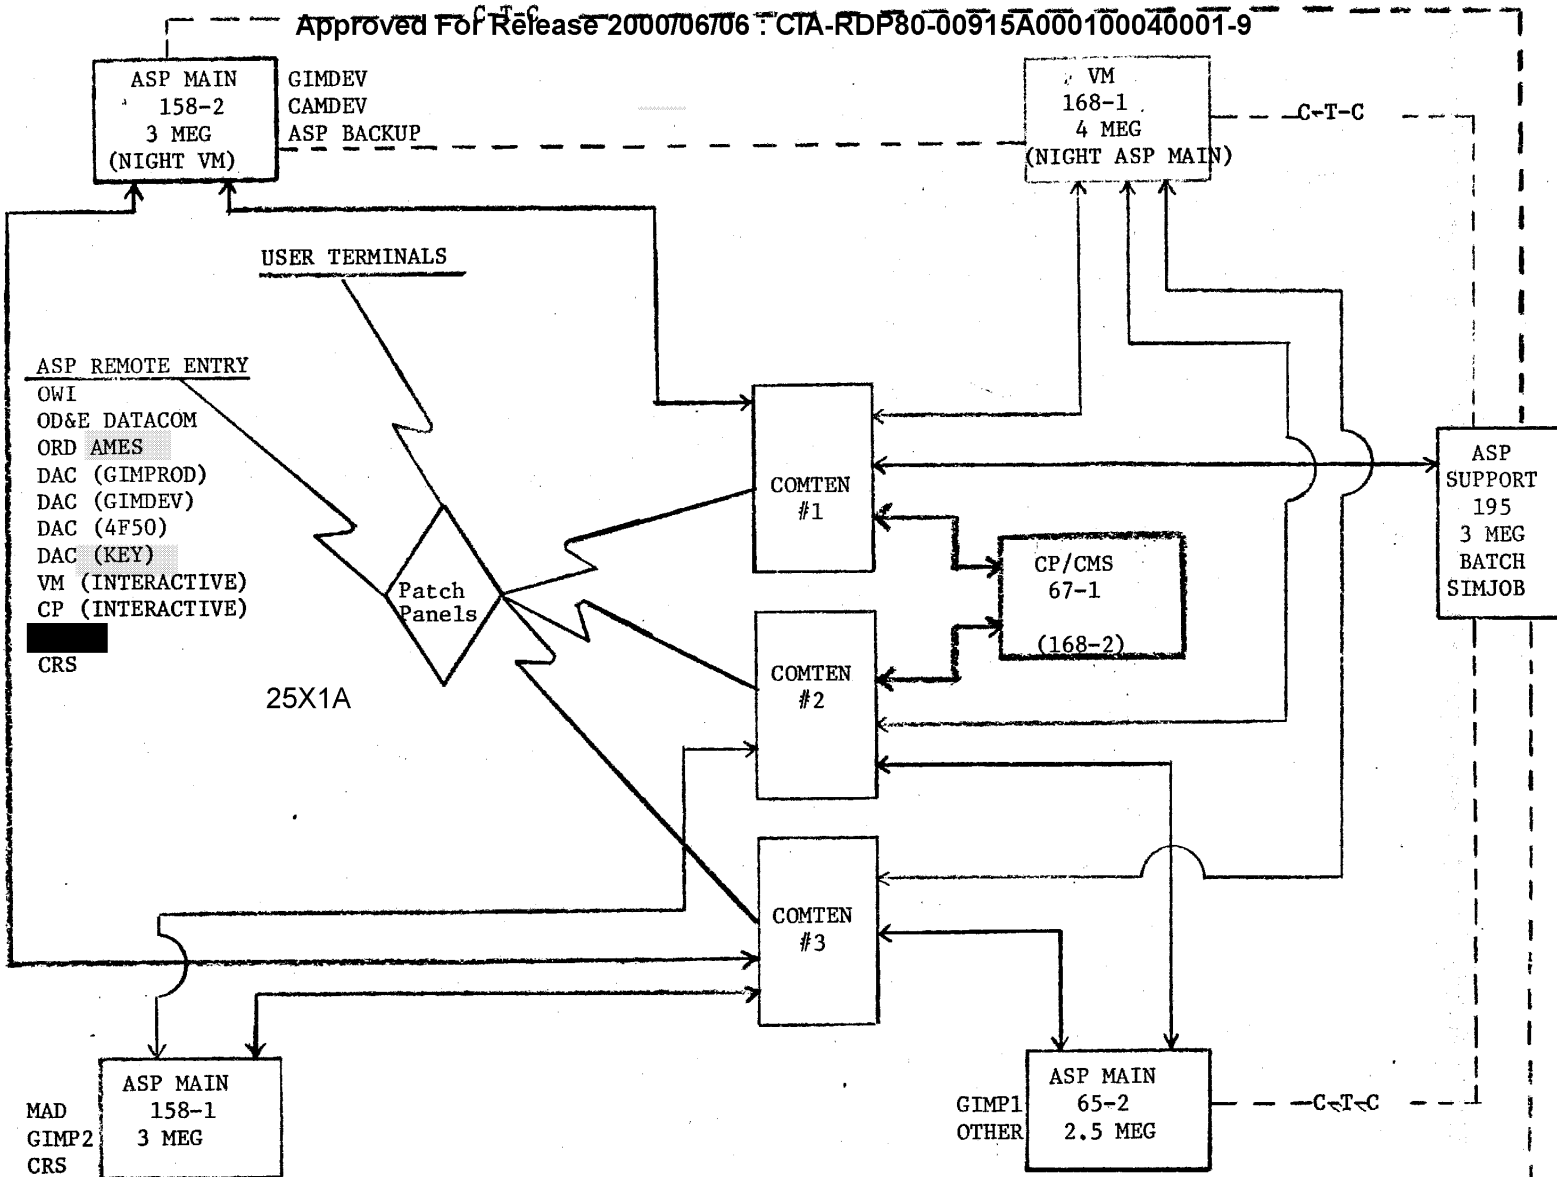 C-T-C
Approved For Release 2000/06/06 : CIA-RDP80-00915A000100040001-9
ASP MAIN
158-2
3 MEG
(NIGHT VM)
GIMDEV
CAMDEV
ASP BACKUP
VM
168-1
4 MEG
(NIGHT ASP MAIN)
C-T-C
USER TERMINALS
ASP REMOTE ENTRY
OWI
OD&E DATACOM
ORD AMES
DAC (GIMPROD)
DAC (GIMDEV)
DAC (4F50)
DAC (KEY)
VM (INTERACTIVE)
CP (INTERACTIVE)
CRS
25X1A
Patch
Panels
COMTEN
#1
CP/CMS
67-1
(168-2)
ASP
SUPPORT
195
3 MEG
BATCH
SIMJOB
COMTEN
#2
COMTEN
#3
ASP MAIN
158-1
3 MEG
MAD
GIMP2
CRS
GIMP1
OTHER
ASP MAIN
65-2
2.5 MEG
C-T-C